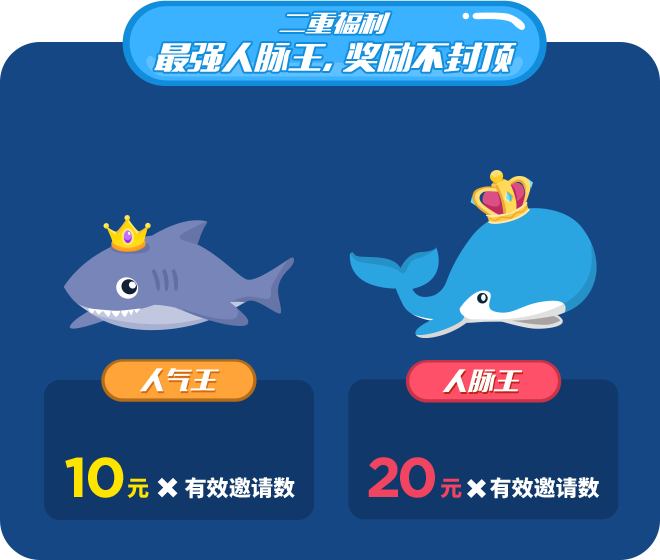 二重福利
最强人脉王, 奖励不封顶
人气王
10元 × 有效邀请数
人脉王
20元 × 有效邀请数